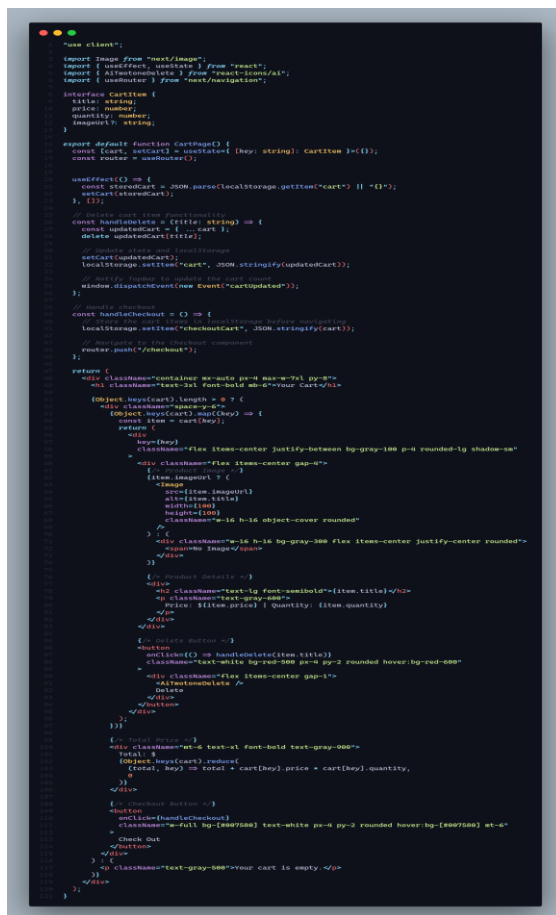 "use client";
import Image from "next/image";
import { useEffect, useState } from "react";
import { AiTwotoneDelete } from "react-icons/ai";
import { useRouter } from "next/navigation";
interface CartItem {
title: string;
price: number;
quantity: number;
imageUrl?: string;
}
export default function CartPage() {
const [cart, setCart] = useState<{ [key: string]: CartItem }>({});
const router = useRouter();
useEffect(() => {
const storedCart = JSON.parse(localStorage.getItem("cart") || "{}");
setCart(storedCart);
}, []);
// Delete cart item functionality
const handleDelete = (title: string) => {
const updatedCart = { ...cart };
delete updatedCart[title];
// Update state and localStorage
setCart(updatedCart);
localStorage.setItem("cart", JSON.stringify(updatedCart));
// Notify Topbar to update the cart count
window.dispatchEvent(new Event("cartUpdated"));
};
// Handle checkout
const handleCheckout = () => {
// Store the cart items in localStorage before navigating
localStorage.setItem("checkoutCart", JSON.stringify(cart));
// Navigate to the Checkout component
router.push("/checkout");
};
return (
<div className="container mx-auto px-4 max-w-7xl py-8">
<h1 className="text-3xl font-bold mb-6">Your Cart</h1>
{Object.keys(cart).length > 0 ? (
<div className="space-y-6">
{Object.keys(cart).map((key) => {
const item = cart[key];
return (
<div
key={key}
className="flex items-center justify-between bg-gray-100 p-4 rounded-lg shadow-sm"
>
<div className="flex items-center gap-4">
{/* Product Image */}
{item.imageUrl ? (
<Image
src={item.imageUrl}
alt={item.title}
width={100}
height={100}
className="w-16 h-16 object-cover rounded"
/>
) : (
<div className="w-16 h-16 bg-gray-300 flex items-center justify-center rounded">
<span>No Image</span>
</div>
)}
{/* Product Details */}
<div>
<h2 className="text-lg font-semibold">{item.title}</h2>
<p className="text-gray-600">
Price: ${item.price} | Quantity: {item.quantity}
</p>
</div>
</div>
{/* Delete Button */}
<button
onClick={() => handleDelete(item.title)}
className="text-white bg-red-500 px-4 py-2 rounded hover:bg-red-600"
>
<div className="flex items-center gap-1">
<AiTwotoneDelete />
Delete
</div>
</button>
</div>
);
})}
{/* Total Price */}
<div className="mt-6 text-xl font-bold text-gray-900">
Total: $
{Object.keys(cart).reduce(
(total, key) => total + cart[key].price * cart[key].quantity,
0
)}
</div>
{/* Checkout Button */}
<button
onClick={handleCheckout}
className="w-full bg-[#007580] text-white px-4 py-2 rounded hover:bg-[#007580] mt-6"
>
Check Out
</button>
</div>
) : (
<p className="text-gray-500">Your cart is empty.</p>
)}
</div>
);
}